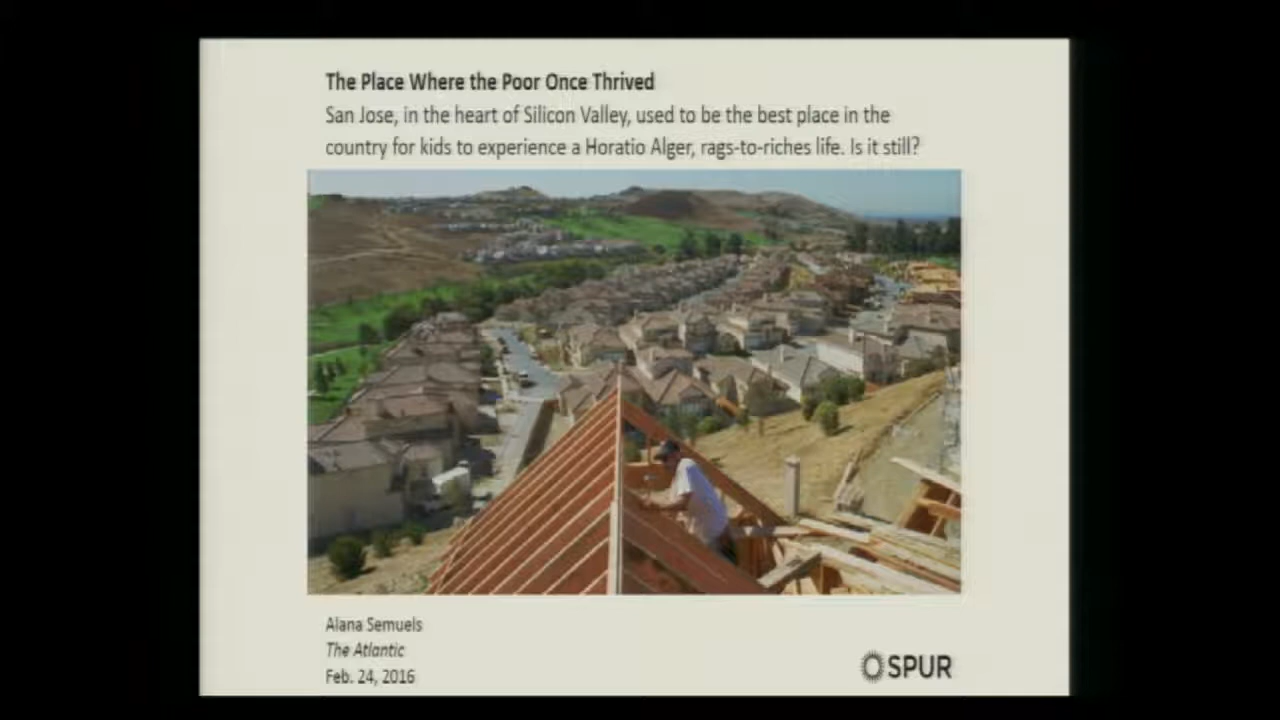 The Place Where the Poor Once Thrived
San Jose, in the heart of Silicon Valley, used to be the best place in the
country for kids to experience a Horatio Alger, rags-to-riches life. Is it still?
Alana Semuels
The Atlantic
Feb. 24, 2016
SPUR